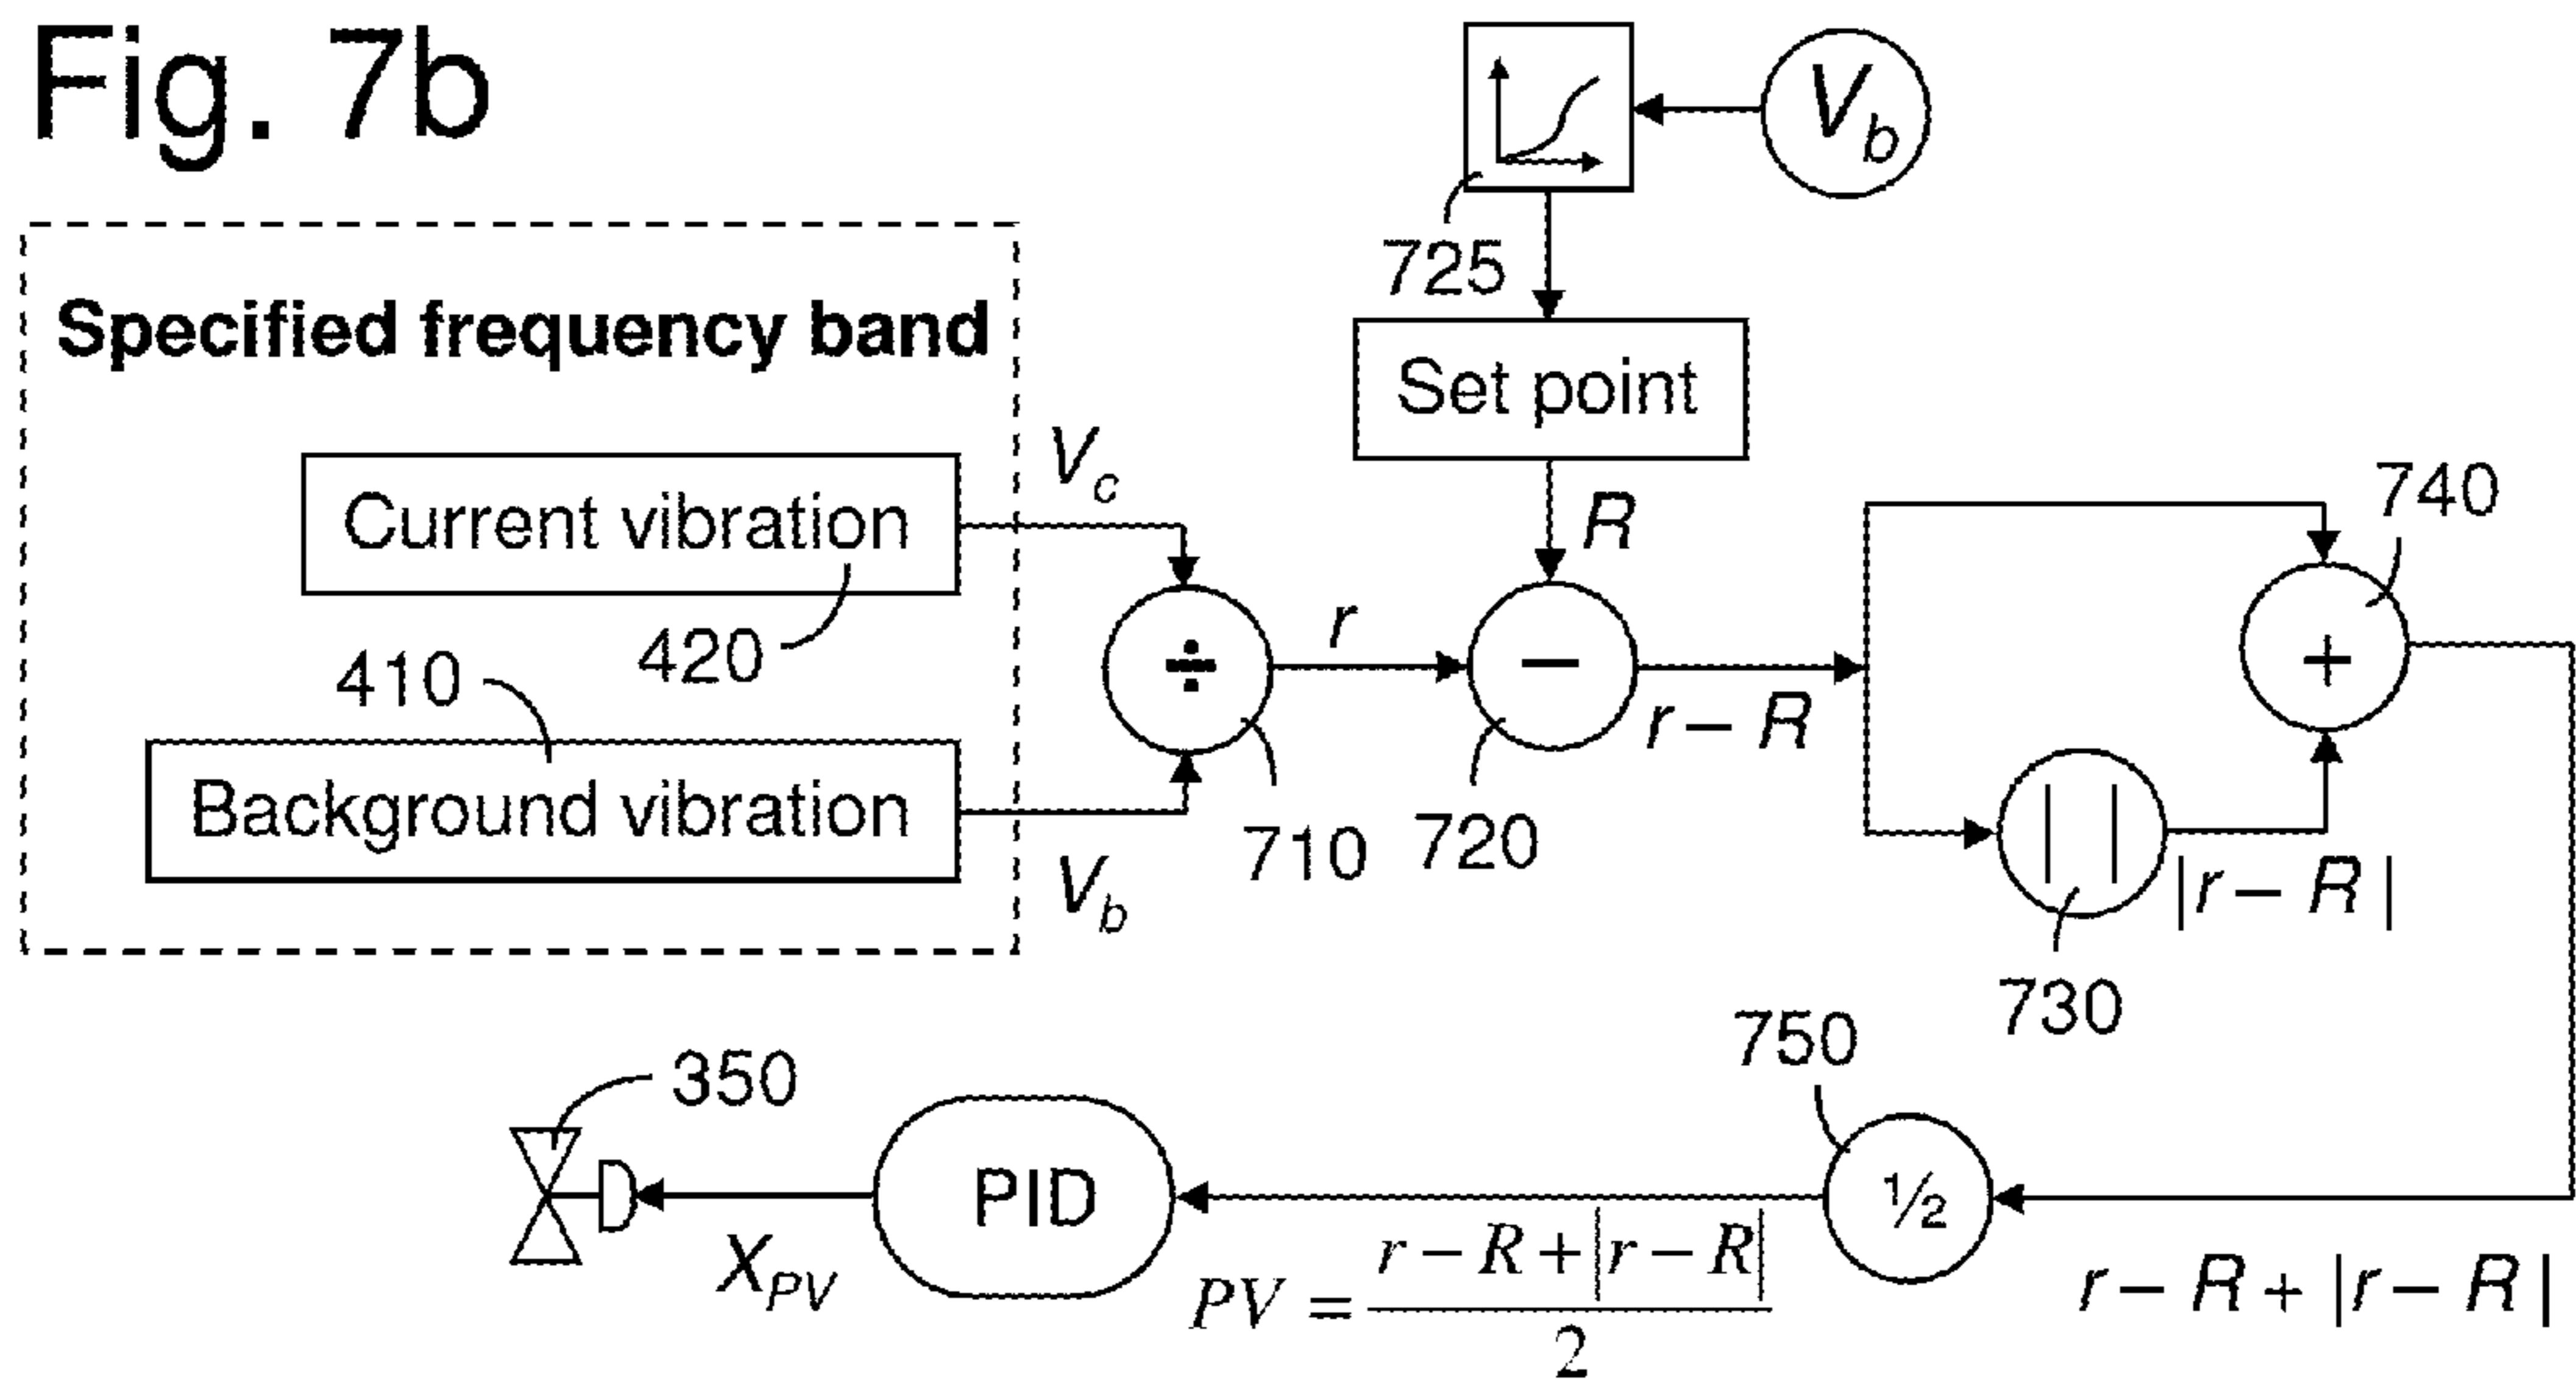 Fig. 7b
V_b
725
Specified frequency band
Set point
V_c
R
740
Current vibration
420
r
÷
−
+
410
r − R
Background vibration
710
720
| |
|r − R|
V_b
730
750
350
PID
½
X_PV
PV = (r − R + |r − R|) / 2
r − R + |r − R|